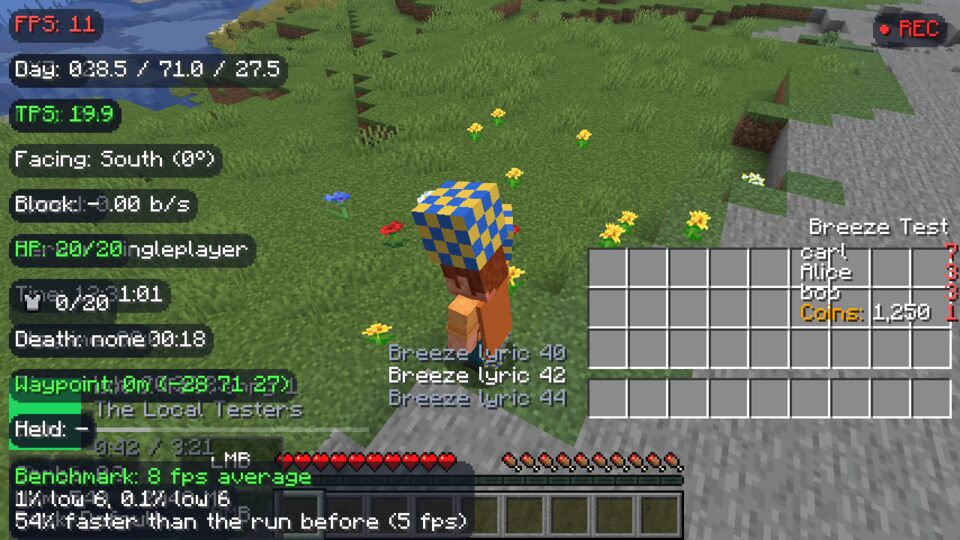 FPS: 11
REC
Day: 0
28.5 / 71.0 / 27.5
TPS: 19.9
Facing: South (0°)
Block: -
0.00 b/s
HP: 20/20
ingleplayer
Breeze Test
carl 7
Alice 3
bob 3
Coins: 1,250 1
0/20
1:01
Death: none
00:18
Breeze lyric 40
Breeze lyric 42
Breeze lyric 44
Waypoint: 0m (-28 71 27)
The Local Testers
Held: -
0:42 / 3:21
LMB
Benchmark: 8 fps average
1% low 6, 0.1% low 6
54% faster than the run before (5 fps)